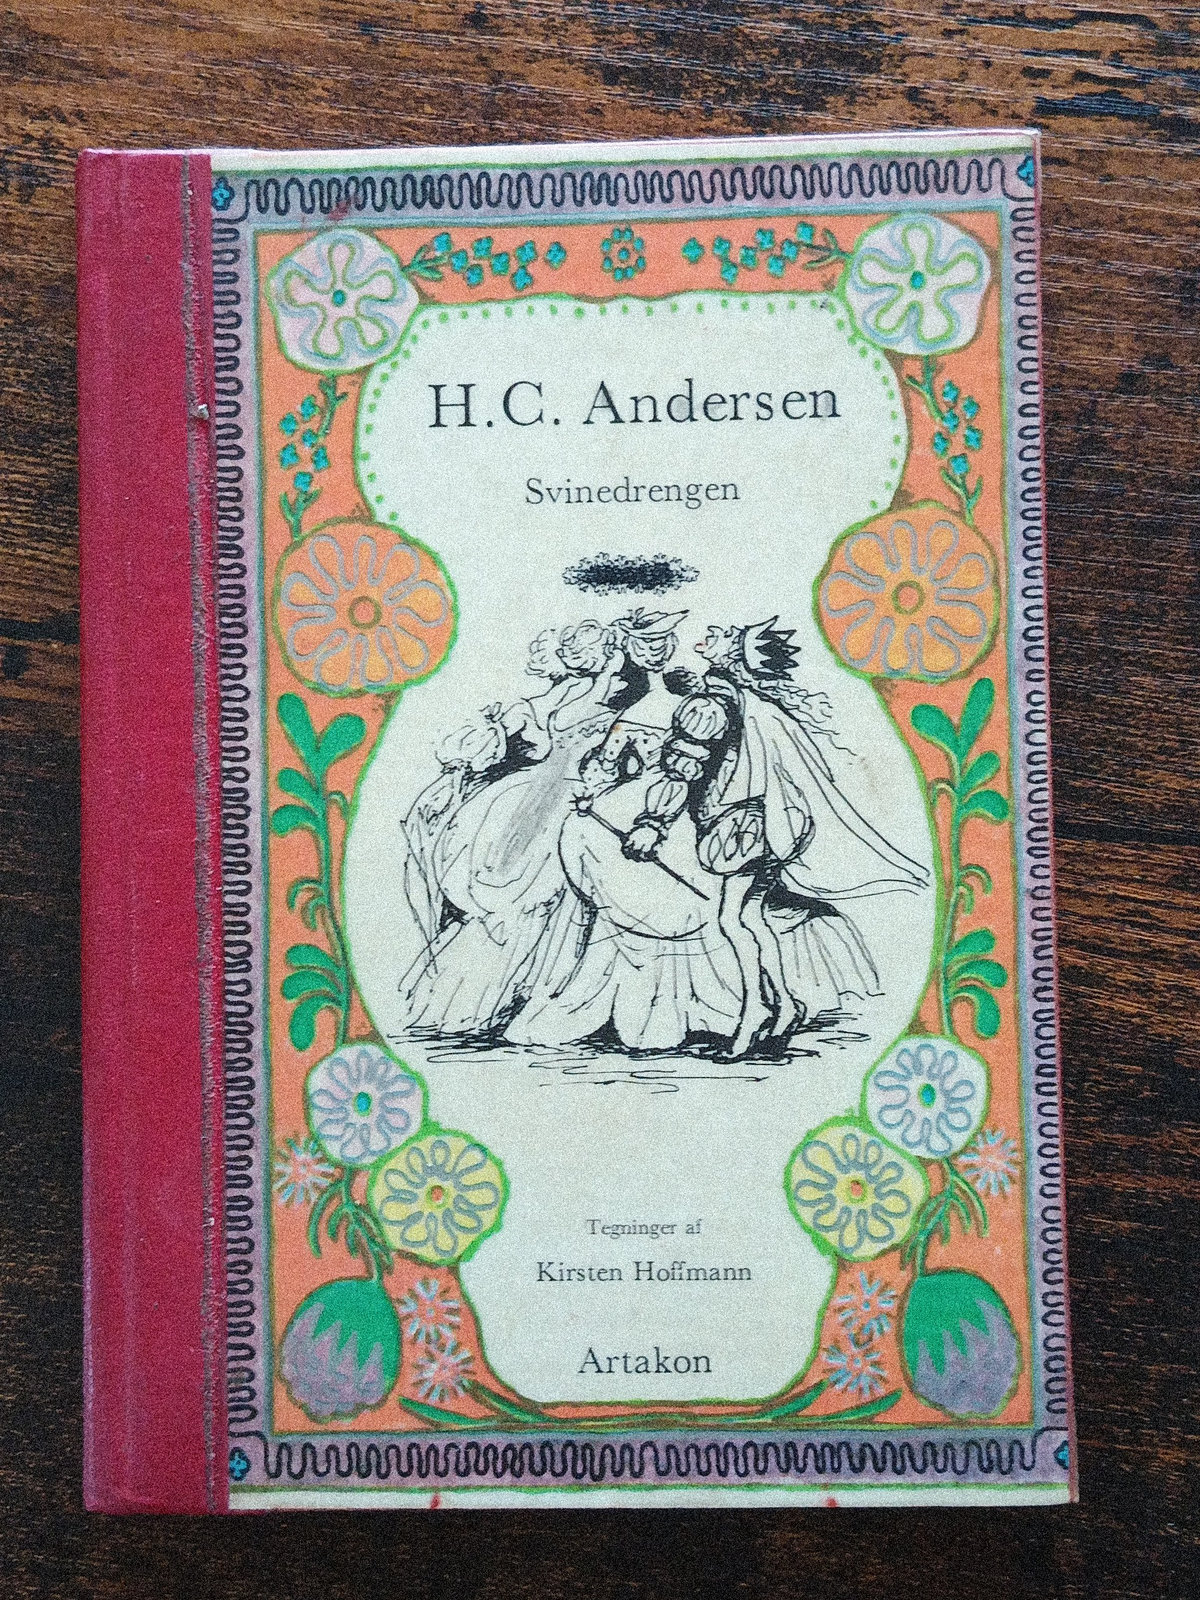 H.C. Andersen
Svinedrengen
Tegninger af
Kirsten Hoffmann
Artakon